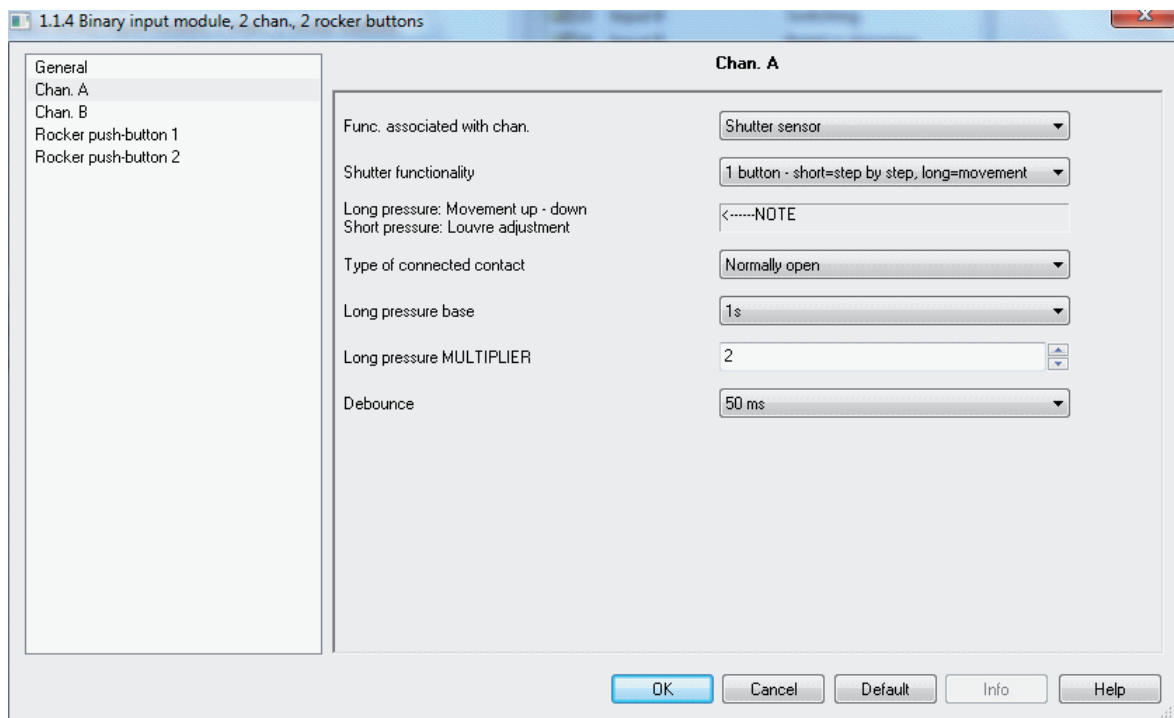 1.1.4 Binary input module, 2 chan., 2 rocker buttons
General
Chan. A
Chan. B
Rocker push-button 1
Rocker push-button 2
Chan. A
Func. associated with chan.
Shutter sensor
Shutter functionality
1 button - short=step by step, long=movement
Long pressure: Movement up - down
Short pressure: Louvre adjustment
<------NOTE
Type of connected contact
Normally open
Long pressure base
1s
Long pressure MULTIPLIER
2
Debounce
50 ms
OK
Cancel
Default
Info
Help